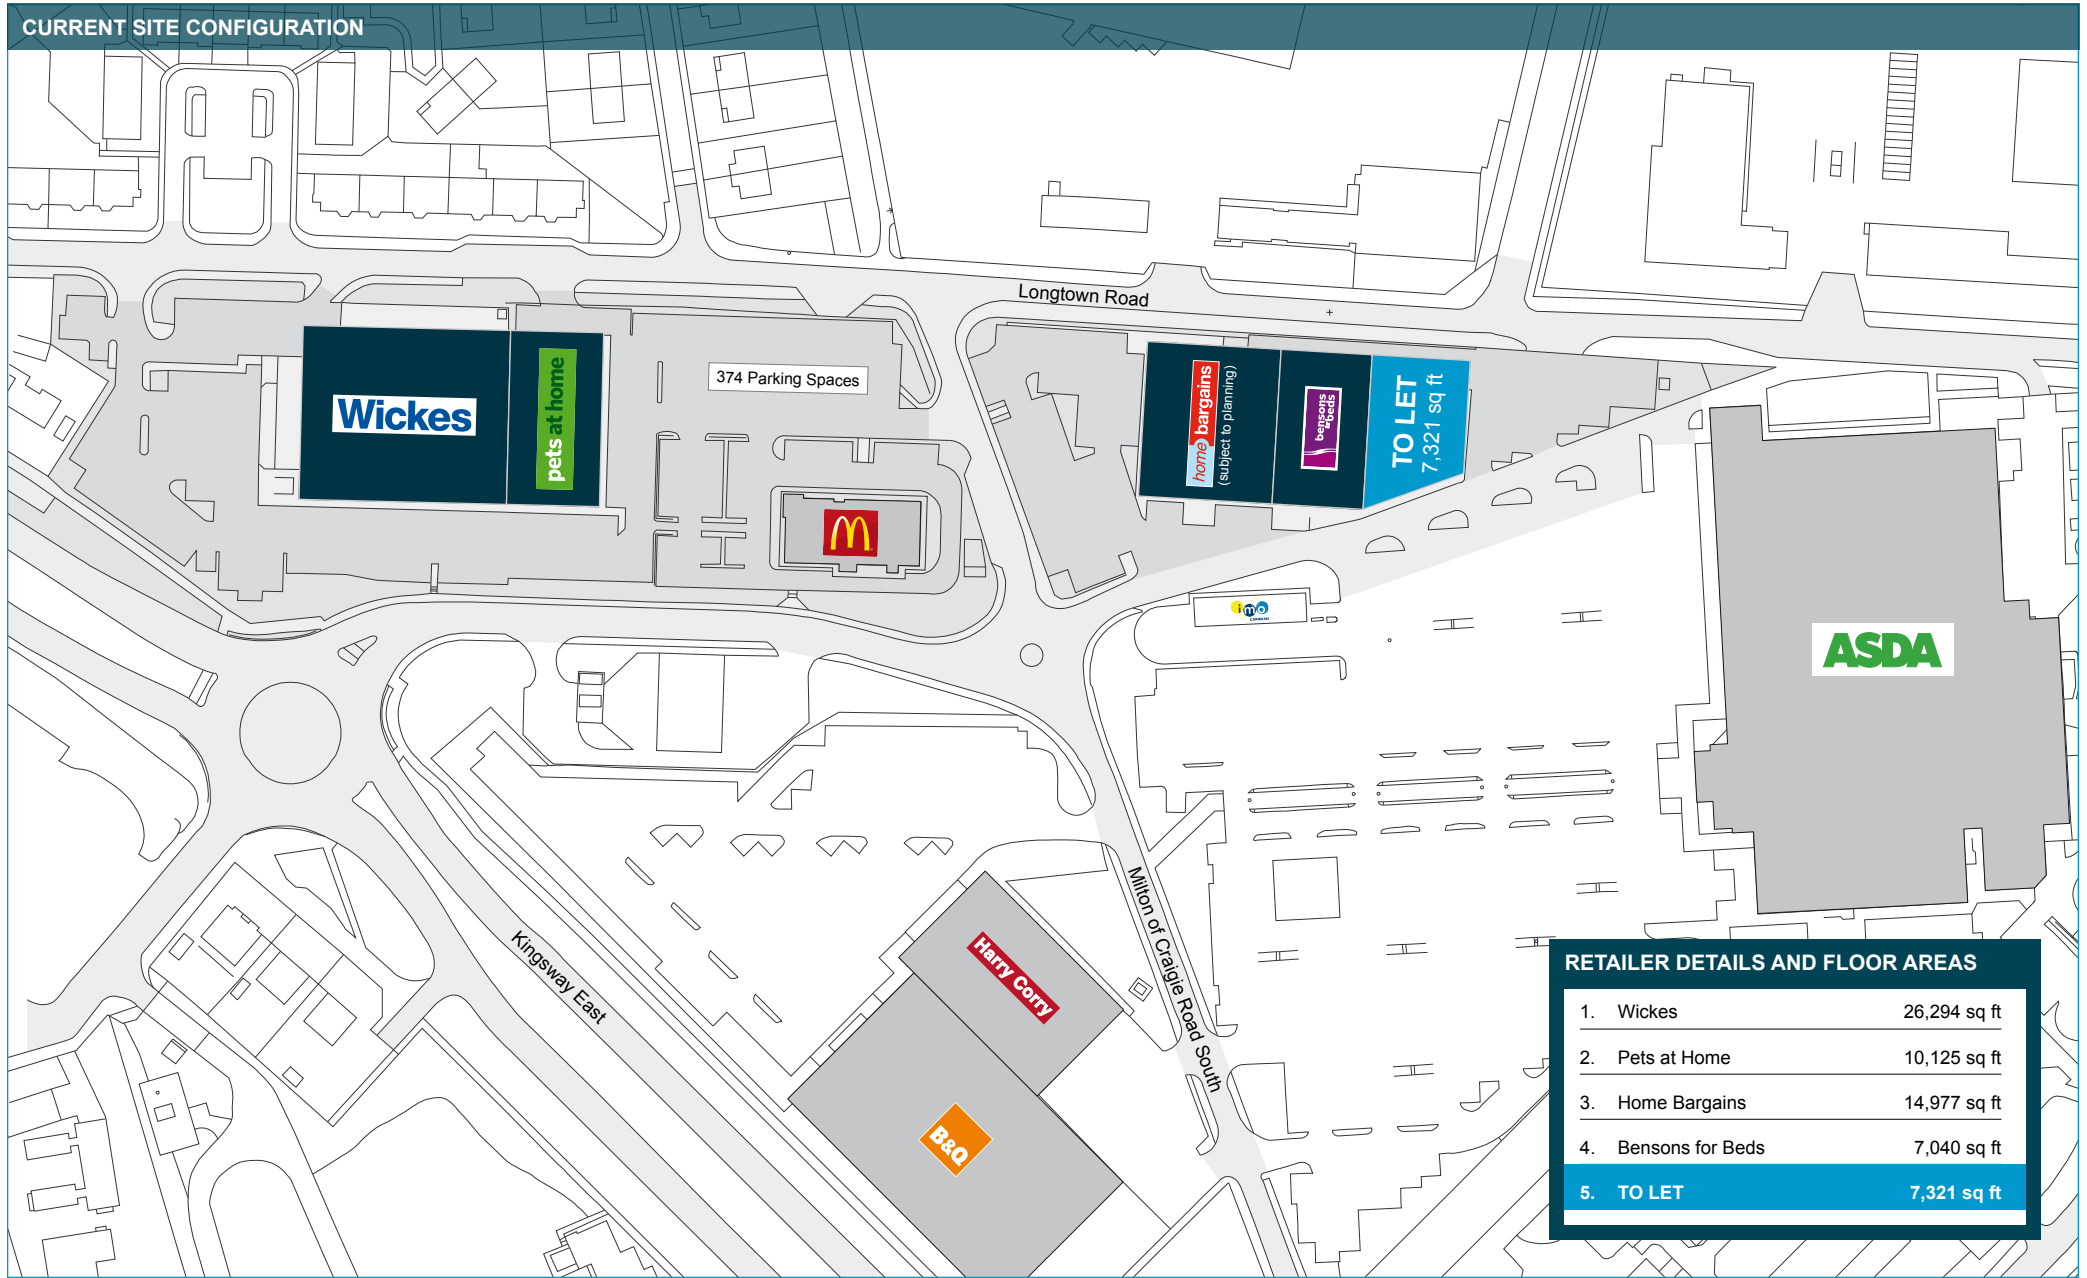 CURRENT SITE CONFIGURATION
Longtown Road
374 Parking Spaces
Wickes
pets at home
home bargains
(subject to planning)
bensons
for beds
TO LET
7,321 sq ft
M
imo
CARWASH
ASDA
Milton of Craigie Road South
Kingsway East
Harry Corry
B&Q
RETAILER DETAILS AND FLOOR AREAS
1. Wickes 26,294 sq ft
2. Pets at Home 10,125 sq ft
3. Home Bargains 14,977 sq ft
4. Bensons for Beds 7,040 sq ft
5. TO LET 7,321 sq ft